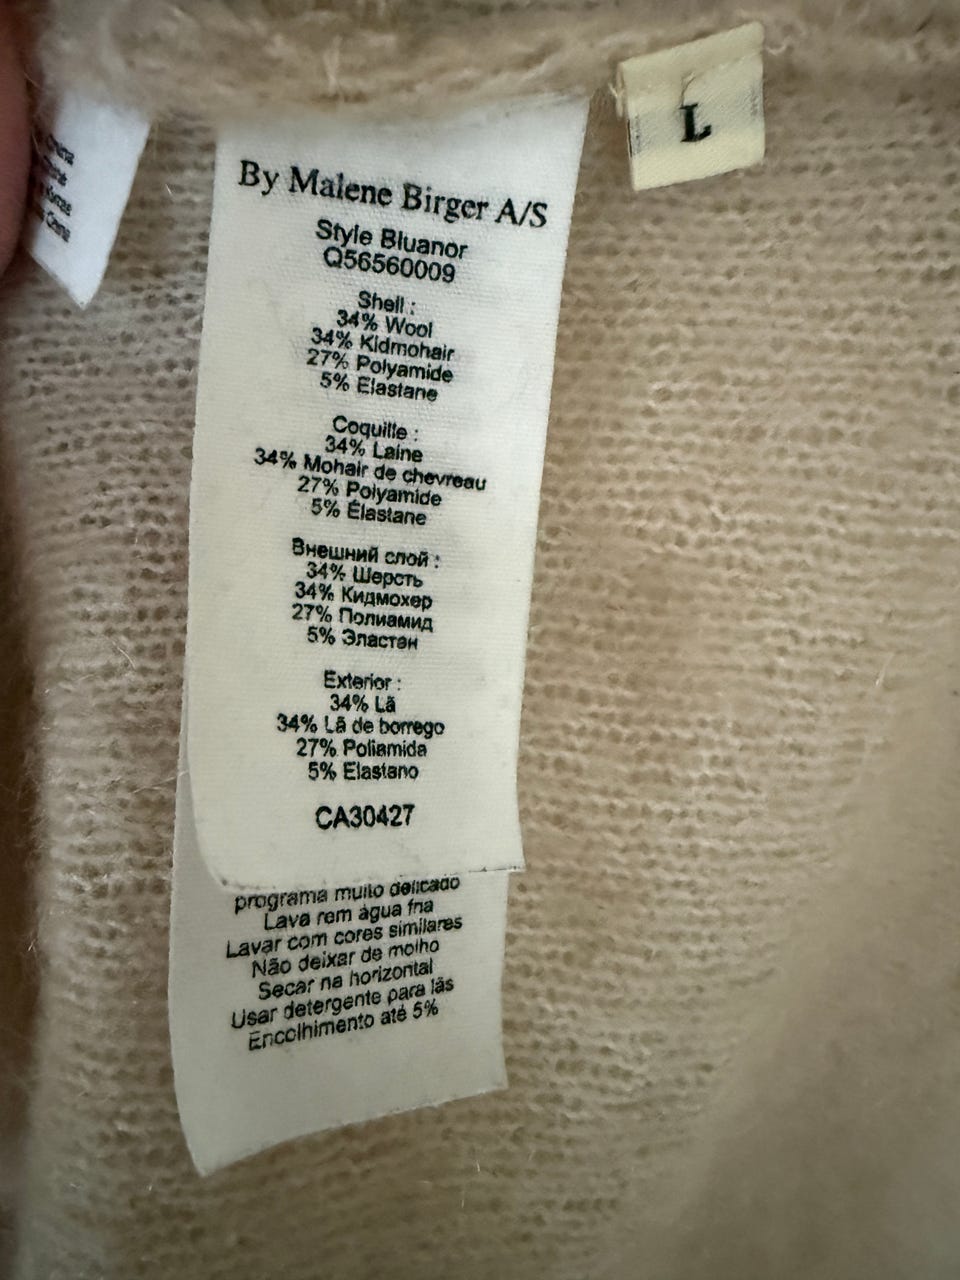 L
By Malene Birger A/S
Style Bluanor
Q56560009
Shell :
34% Wool
34% Kidmohair
27% Polyamide
5% Elastane
Coquille :
34% Laine
34% Mohair de chevreau
27% Polyamide
5% Élastane
Внешний слой :
34% Шерсть
34% Кидмохер
27% Полиамид
5% Эластан
Exterior :
34% Lã
34% Lã de borrego
27% Poliamida
5% Elastano
CA30427
programa muito delicado
Lava rem água fria
Lavar com cores similares
Não deixar de molho
Secar na horizontal
Usar detergente para lãs
Encolhimento até 5%